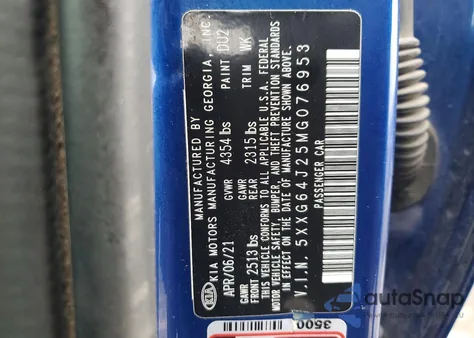 MANUFACTURED BY
KIA KIA MOTORS MANUFACTURING GEORGIA, INC.
APR/06/21 GVWR 4354 lbs PAINT DU2
GAWR FRONT 2513 lbs GAWR REAR 2315 lbs TRIM WK
THIS VEHICLE CONFORMS TO ALL APPLICABLE U.S.A. FEDERAL
MOTOR VEHICLE SAFETY, BUMPER, AND THEFT PREVENTION STANDARDS
IN EFFECT ON THE DATE OF MANUFACTURE SHOWN ABOVE.
V.I.N. 5XXG64J25MG076953
PASSENGER CAR
3500
autoSnap